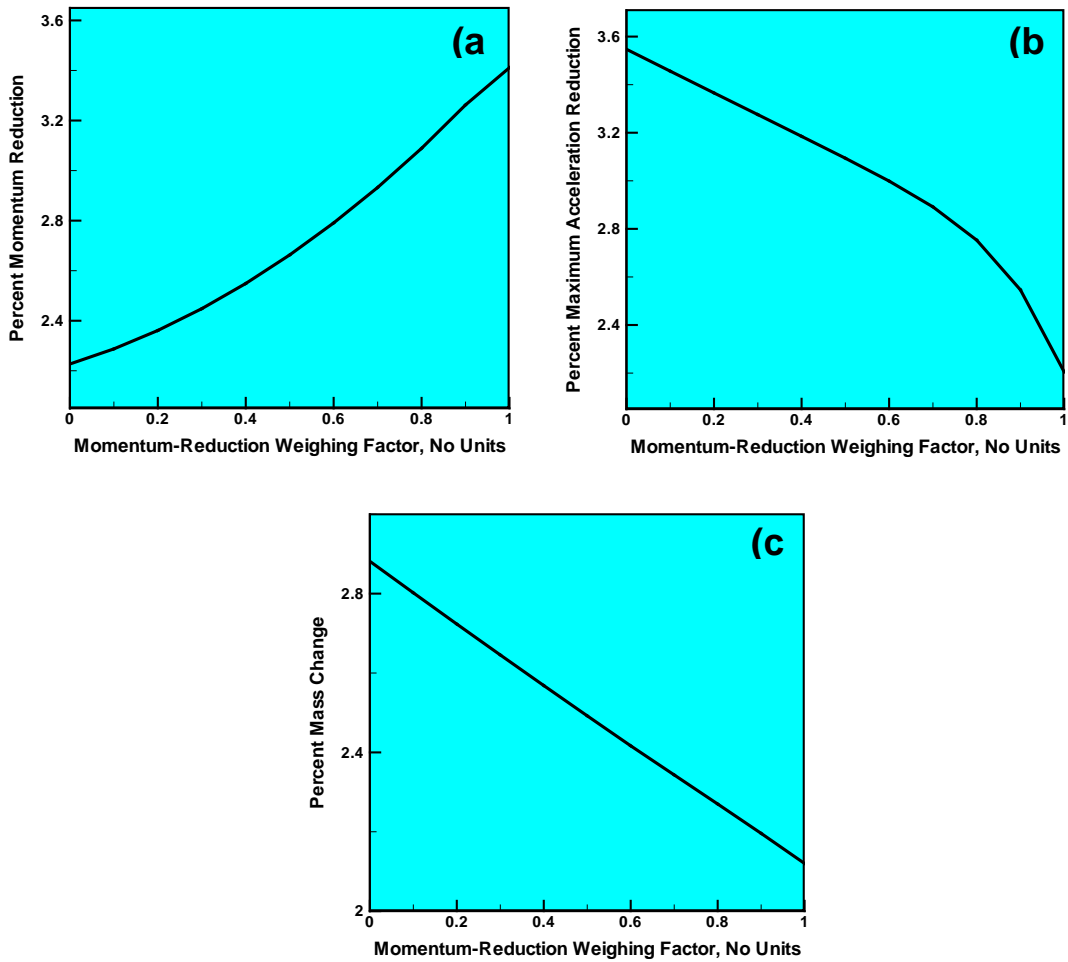 (a
Percent Momentum Reduction
3.6
3.2
2.8
2.4
0 0.2 0.4 0.6 0.8 1
Momentum-Reduction Weighing Factor, No Units
(b
Percent Maximum Acceleration Reduction
3.6
3.2
2.8
2.4
0 0.2 0.4 0.6 0.8 1
Momentum-Reduction Weighing Factor, No Units
(c
Percent Mass Change
2.8
2.4
2
0 0.2 0.4 0.6 0.8 1
Momentum-Reduction Weighing Factor, No Units